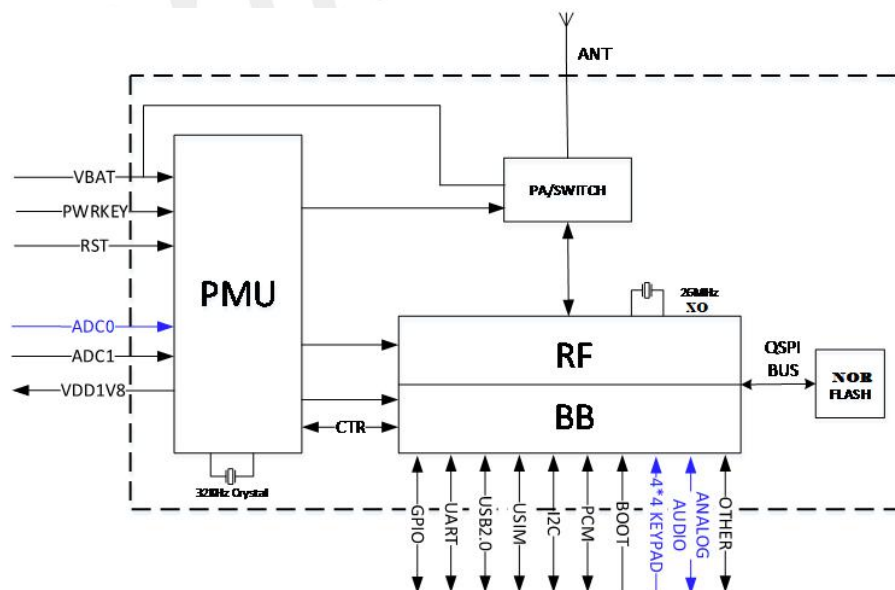 ANT
VBAT
PWRKEY
RST
ADC0
ADC1
VDD1V8
PMU
PA/SWITCH
26MHz
XO
RF
BB
CTR
QSPI
BUS
NOR
FLASH
32KHz Crystal
GPIO
UART
USB2.0
USIM
I2C
PCM
BOOT
4*4 KEYPAD
ANALOG
AUDIO
OTHER